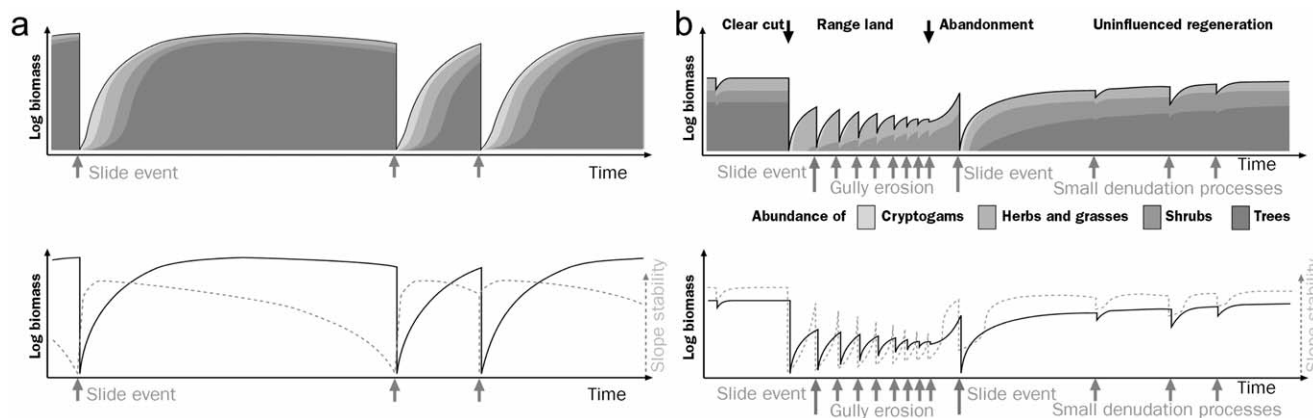 a
Log biomass
Slide event
Time
Log biomass
Slope stability
Slide event
Time
b
Clear cut
Range land
Abandonment
Uninfluenced regeneration
Log biomass
Time
Slide event
Gully erosion
Slide event
Small denudation processes
Abundance of
Cryptogams
Herbs and grasses
Shrubs
Trees
Log biomass
Slope stability
Time
Slide event
Gully erosion
Slide event
Small denudation processes